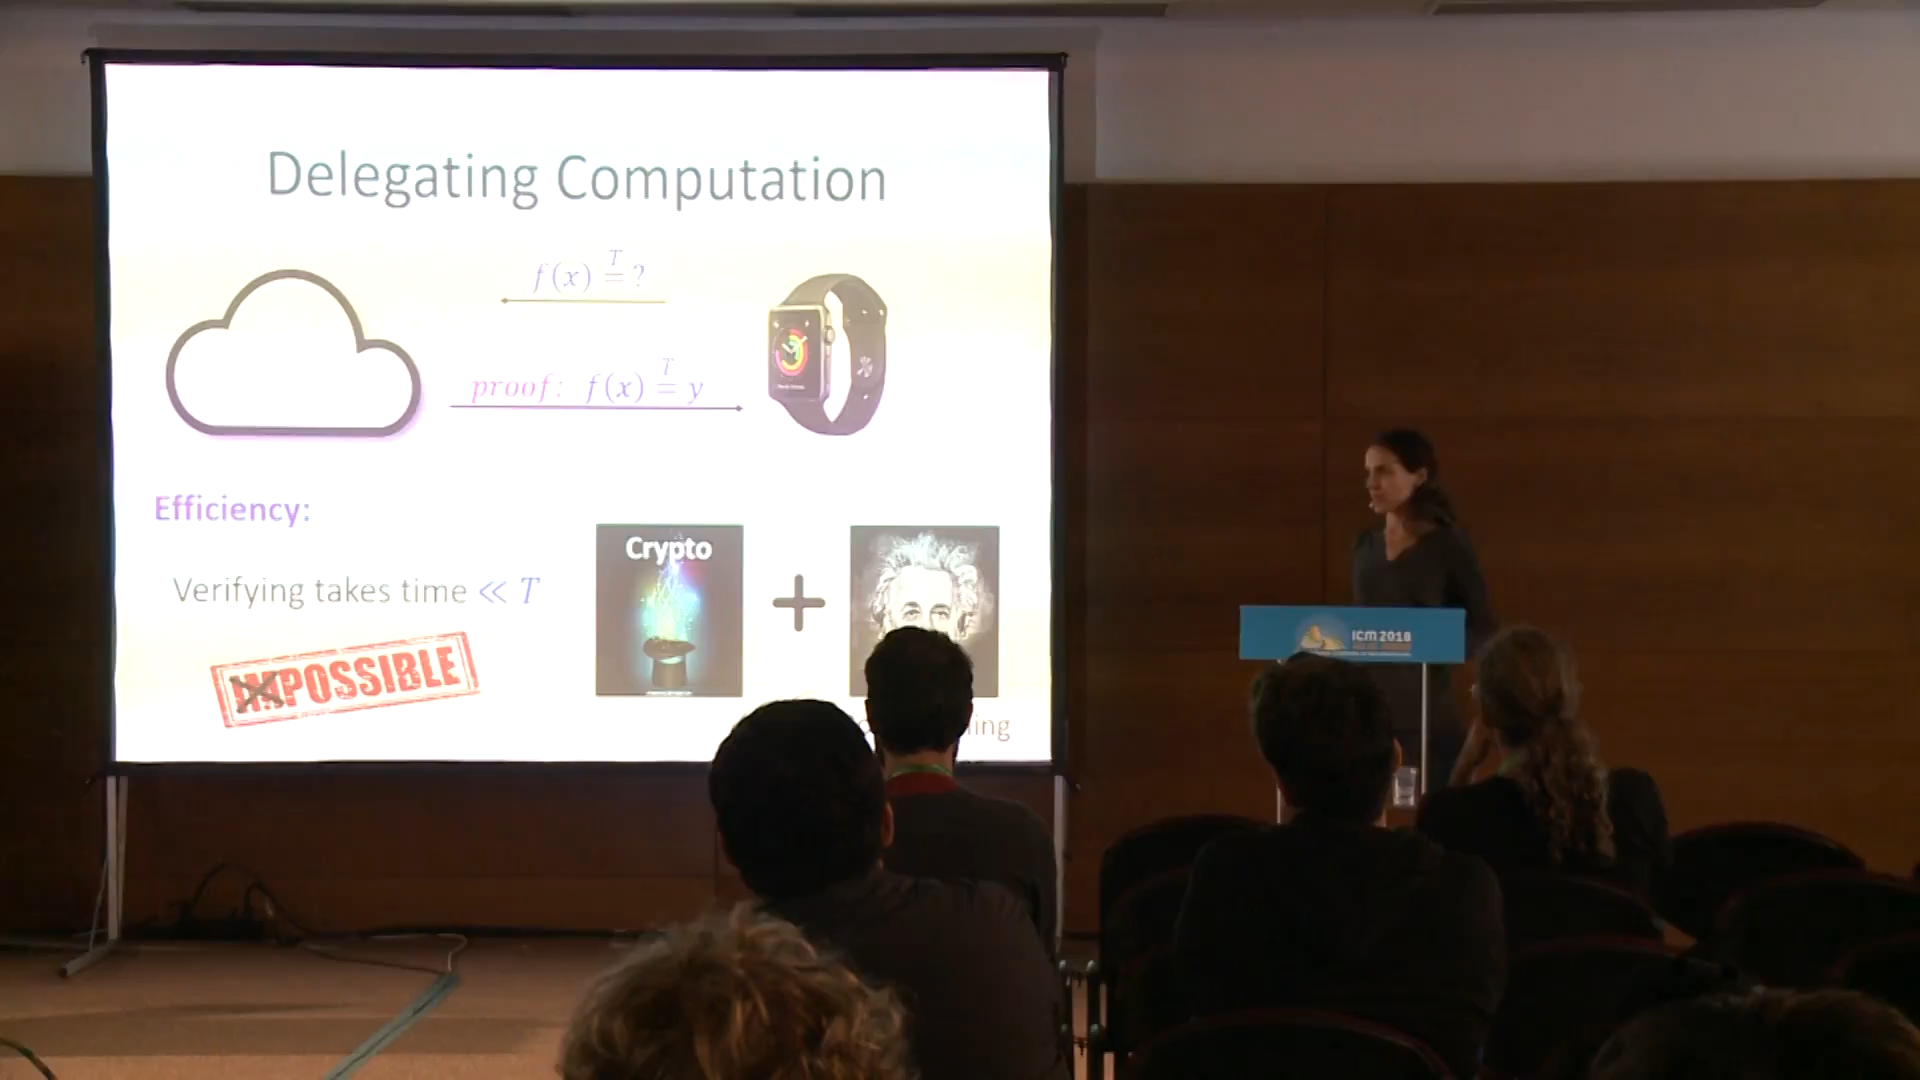 Delegating Computation
f(x) T= ?
proof: f(x) T= y
Efficiency:
Verifying takes time << T
IMPOSSIBLE
Crypto
+
ing
ICM 2018